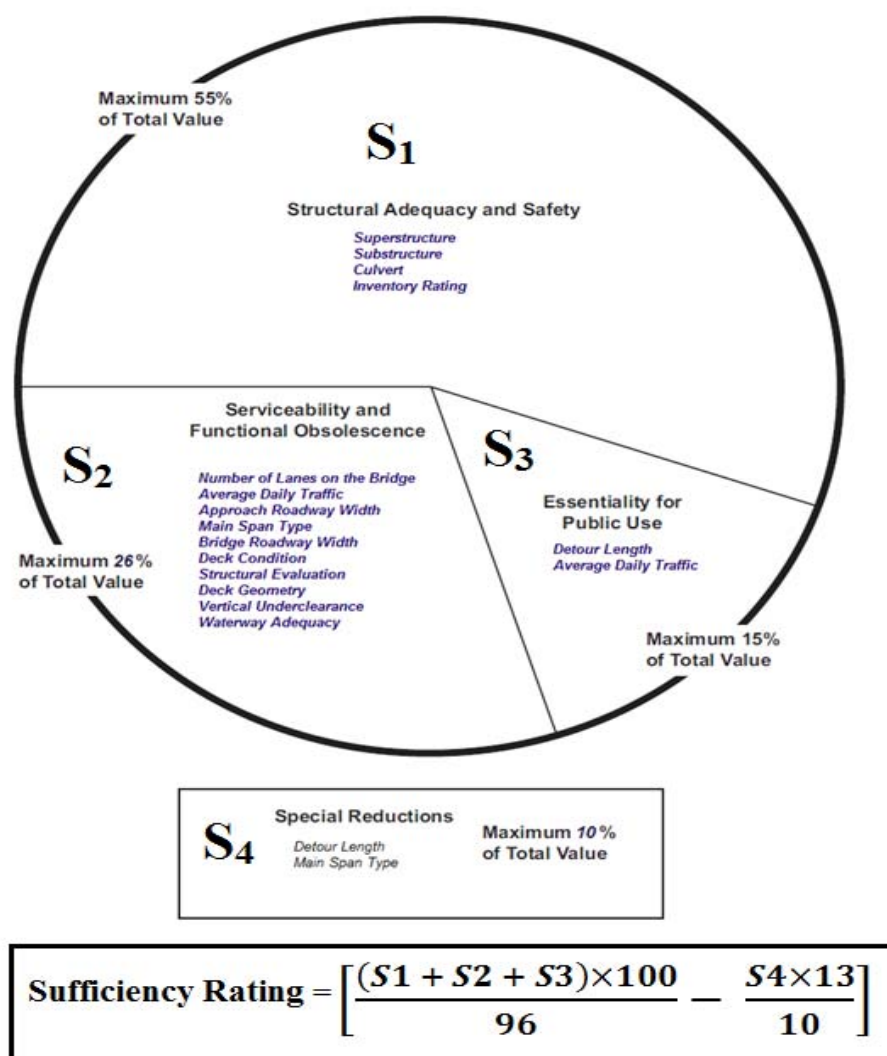 Maximum 55%
of Total Value
S1
Structural Adequacy and Safety
Superstructure
Substructure
Culvert
Inventory Rating
S2
Serviceability and
Functional Obsolescence
Number of Lanes on the Bridge
Average Daily Traffic
Approach Roadway Width
Main Span Type
Bridge Roadway Width
Deck Condition
Structural Evaluation
Deck Geometry
Vertical Underclearance
Waterway Adequacy
Maximum 26%
of Total Value
S3
Essentiality for
Public Use
Detour Length
Average Daily Traffic
Maximum 15%
of Total Value
S4
Special Reductions
Detour Length
Main Span Type
Maximum 10%
of Total Value
Sufficiency Rating = [(S1 + S2 + S3)×100 / 96 − S4×13 / 10]